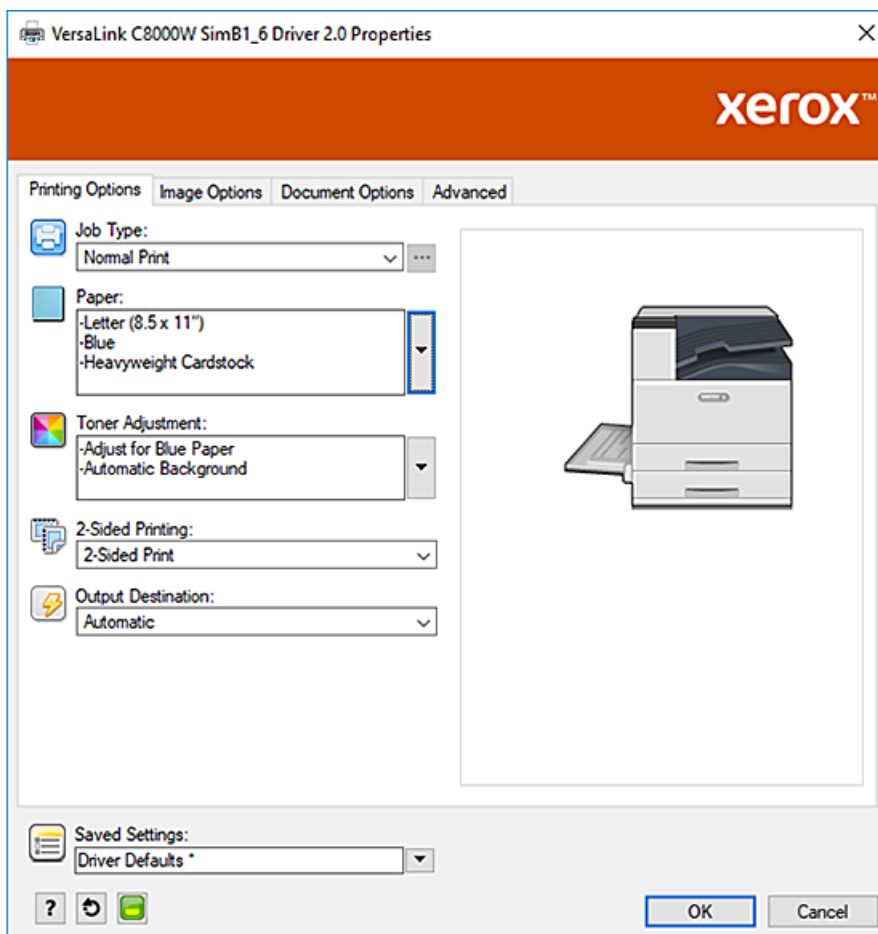 VersaLink C8000W SimB1_6 Driver 2.0 Properties
xerox™
Printing Options
Image Options
Document Options
Advanced
Job Type:
Normal Print
Paper:
-Letter (8.5 x 11")
-Blue
-Heavyweight Cardstock
Toner Adjustment:
-Adjust for Blue Paper
-Automatic Background
2-Sided Printing:
2-Sided Print
Output Destination:
Automatic
Saved Settings:
Driver Defaults *
?
OK
Cancel